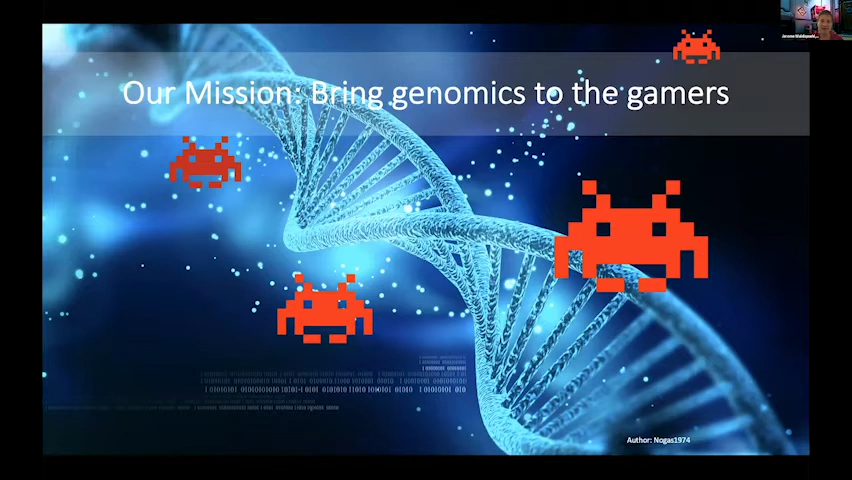 Our Mission: Bring genomics to the gamers
Author: Nogas1974